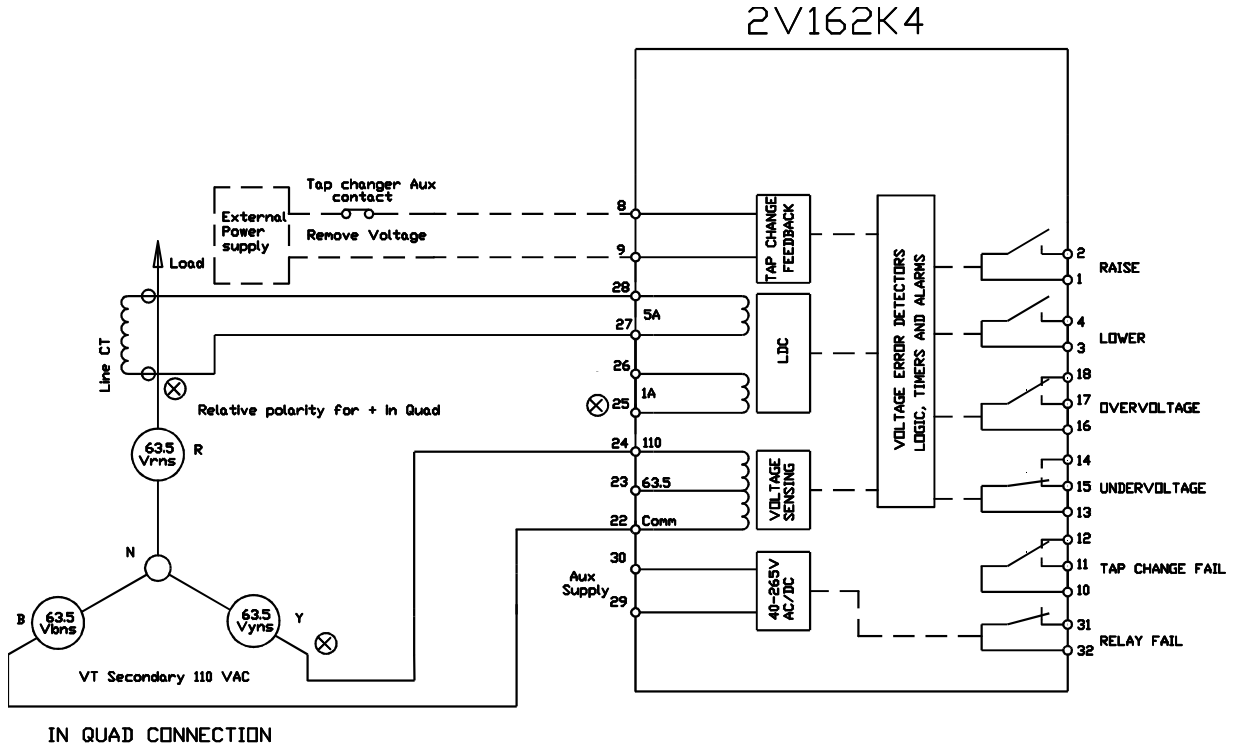 2V162K4
Tap changer Aux
contact
External
Power
supply
Remove Voltage
Load
Line CT
Relative polarity for + in Quad
63.5
Vrns
R
N
B
63.5
Vbns
63.5
Vyns
Y
VT Secondary 110 VAC
IN QUAD CONNECTION
8
9
28
5A
27
26
1A
25
24
110
23
63.5
22
Comm
30
Aux
Supply
29
TAP CHANGE
FEEDBACK
LDC
VOLTAGE
SENSING
40-265V
AC/DC
VOLTAGE ERROR DETECTORS
LOGIC, TIMERS AND ALARMS
2
RAISE
1
4
LOWER
3
18
17
OVERVOLTAGE
16
14
15
UNDERVOLTAGE
13
12
11
TAP CHANGE FAIL
10
31
RELAY FAIL
32